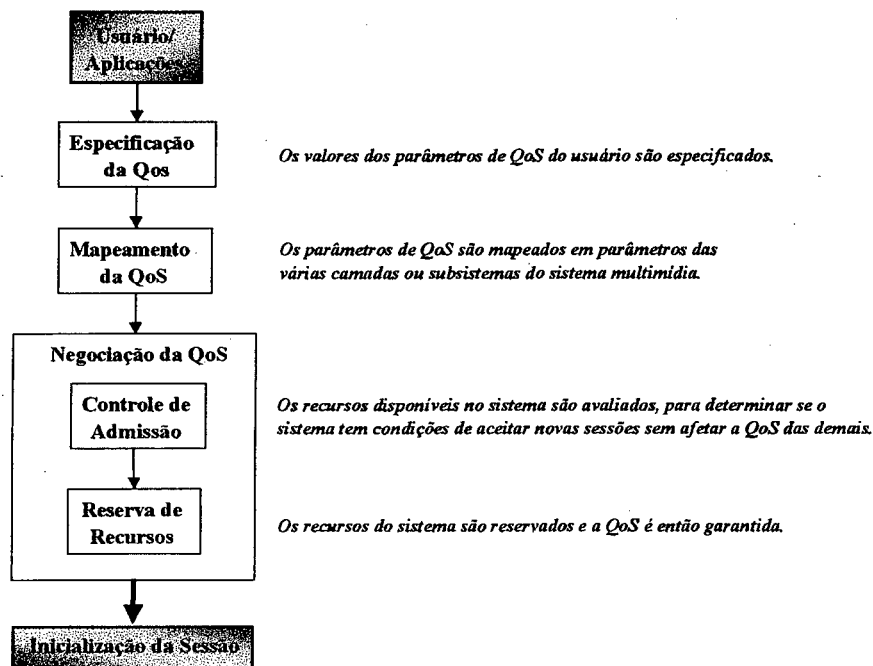 Usuário/
Aplicações
Especificação
da Qos
Os valores dos parâmetros de QoS do usuário são especificados.
Mapeamento
da QoS
Os parâmetros de QoS são mapeados em parâmetros das
várias camadas ou subsistemas do sistema multimídia.
Negociação da QoS
Controle de
Admissão
Os recursos disponíveis no sistema são avaliados, para determinar se o
sistema tem condições de aceitar novas sessões sem afetar a QoS das demais.
Reserva de
Recursos
Os recursos do sistema são reservados e a QoS é então garantida.
Inicialização da Sessão